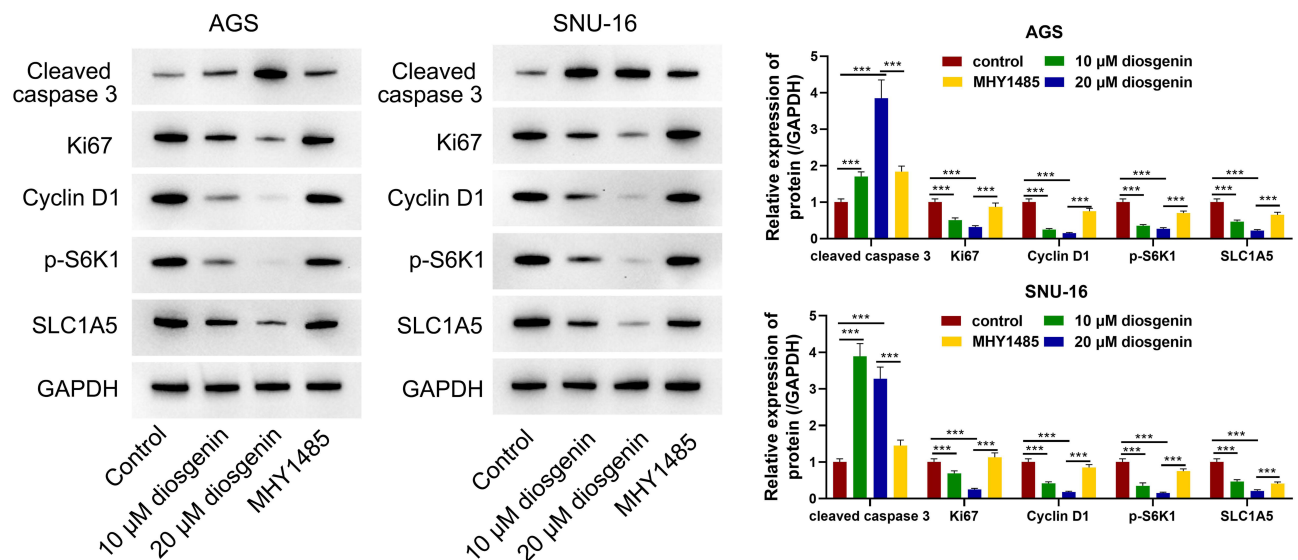 AGS
Cleaved
caspase 3
Ki67
Cyclin D1
p-S6K1
SLC1A5
GAPDH
Control
10 µM diosgenin
20 µM diosgenin
MHY1485
SNU-16
Cleaved
caspase 3
Ki67
Cyclin D1
p-S6K1
SLC1A5
GAPDH
Control
10 µM diosgenin
20 µM diosgenin
MHY1485
AGS
Relative expression of
protein (/GAPDH)
5
4
3
2
1
0
control
10 µM diosgenin
MHY1485
20 µM diosgenin
*** ***
***
*** *** ***
*** *** ***
*** *** ***
*** *** ***
cleaved caspase 3 Ki67 Cyclin D1 p-S6K1 SLC1A5
SNU-16
Relative expression of
protein (/GAPDH)
5
4
3
2
1
0
control
10 µM diosgenin
MHY1485
20 µM diosgenin
***
*** ***
*** *** ***
*** *** ***
*** *** ***
*** *** ***
cleaved caspase 3 Ki67 Cyclin D1 p-S6K1 SLC1A5